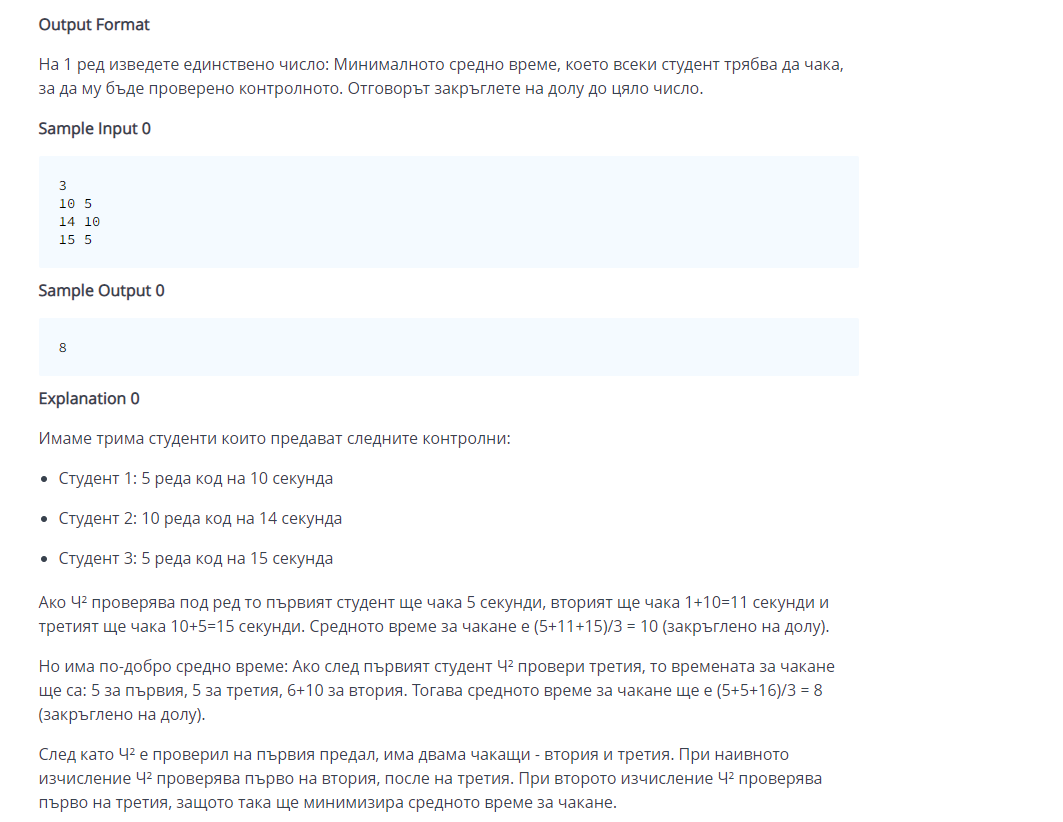 Output Format
На 1 ред изведете единствено число: Минималното средно време, което всеки студент трябва да чака,
за да му бъде проверено контролното. Отговорът закръглете на долу до цяло число.
Sample Input 0
3
10 5
14 10
15 5
Sample Output 0
8
Explanation 0
Имаме трима студенти които предават следните контролни:
• Студент 1: 5 реда код на 10 секунда
• Студент 2: 10 реда код на 14 секунда
• Студент 3: 5 реда код на 15 секунда
Ако Ч² проверява под ред то първият студент ще чака 5 секунди, вторият ще чака 1+10=11 секунди и
третият ще чака 10+5=15 секунди. Средното време за чакане е (5+11+15)/3 = 10 (закръглено на долу).
Но има по-добро средно време: Ако след първият студент Ч² провери третия, то времената за чакане
ще са: 5 за първия, 5 за третия, 6+10 за втория. Тогава средното време за чакане ще е (5+5+16)/3 = 8
(закръглено на долу).
След като Ч² е проверил на първия предал, има двама чакащи - втория и третия. При наивното
изчисление Ч² проверява първо на втория, после на третия. При второто изчисление Ч² проверява
първо на третия, защото така ще минимизира средното време за чакане.